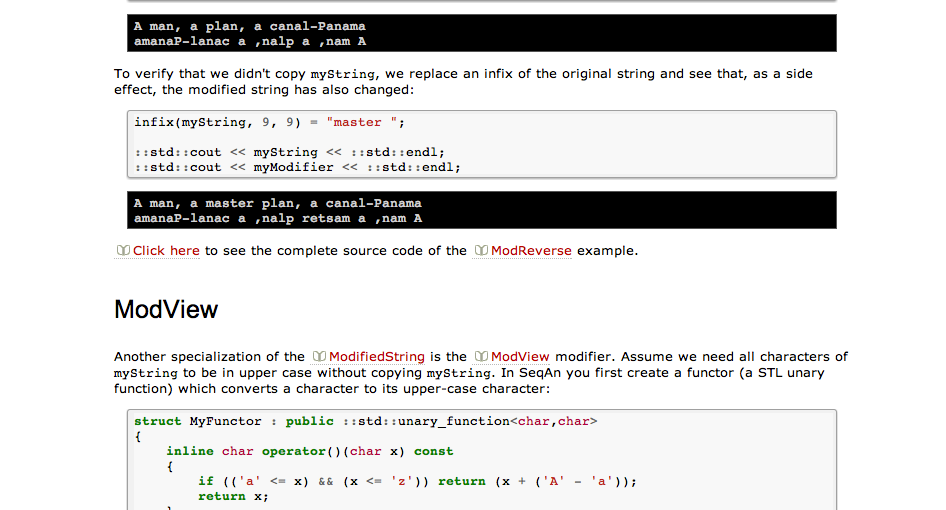 A man, a plan, a canal-Panama
amanaP-lanac a ,nalp a ,nam A
To verify that we didn't copy myString, we replace an infix of the original string and see that, as a side
effect, the modified string has also changed:
infix(myString, 9, 9) = "master ";
::std::cout << myString << ::std::endl;
::std::cout << myModifier << ::std::endl;
A man, a master plan, a canal-Panama
amanaP-lanac a ,nalp retsam a ,nam A
Click here to see the complete source code of the ModReverse example.
ModView
Another specialization of the ModifiedString is the ModView modifier. Assume we need all characters of
myString to be in upper case without copying myString. In SeqAn you first create a functor (a STL unary
function) which converts a character to its upper-case character:
struct MyFunctor : public ::std::unary_function<char,char>
{
    inline char operator()(char x) const
    {
        if (('a' <= x) && (x <= 'z')) return (x + ('A' - 'a'));
        return x;